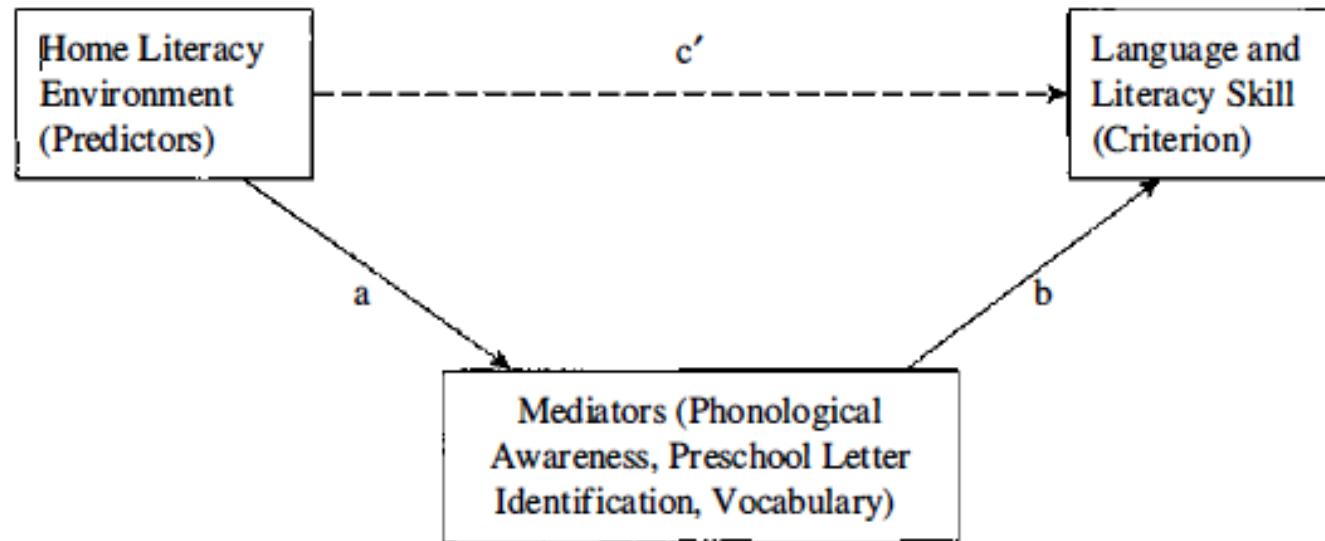 Home Literacy
Environment
(Predictors)
c′
Language and
Literacy Skill
(Criterion)
a
b
Mediators (Phonological
Awareness, Preschool Letter
Identification, Vocabulary)